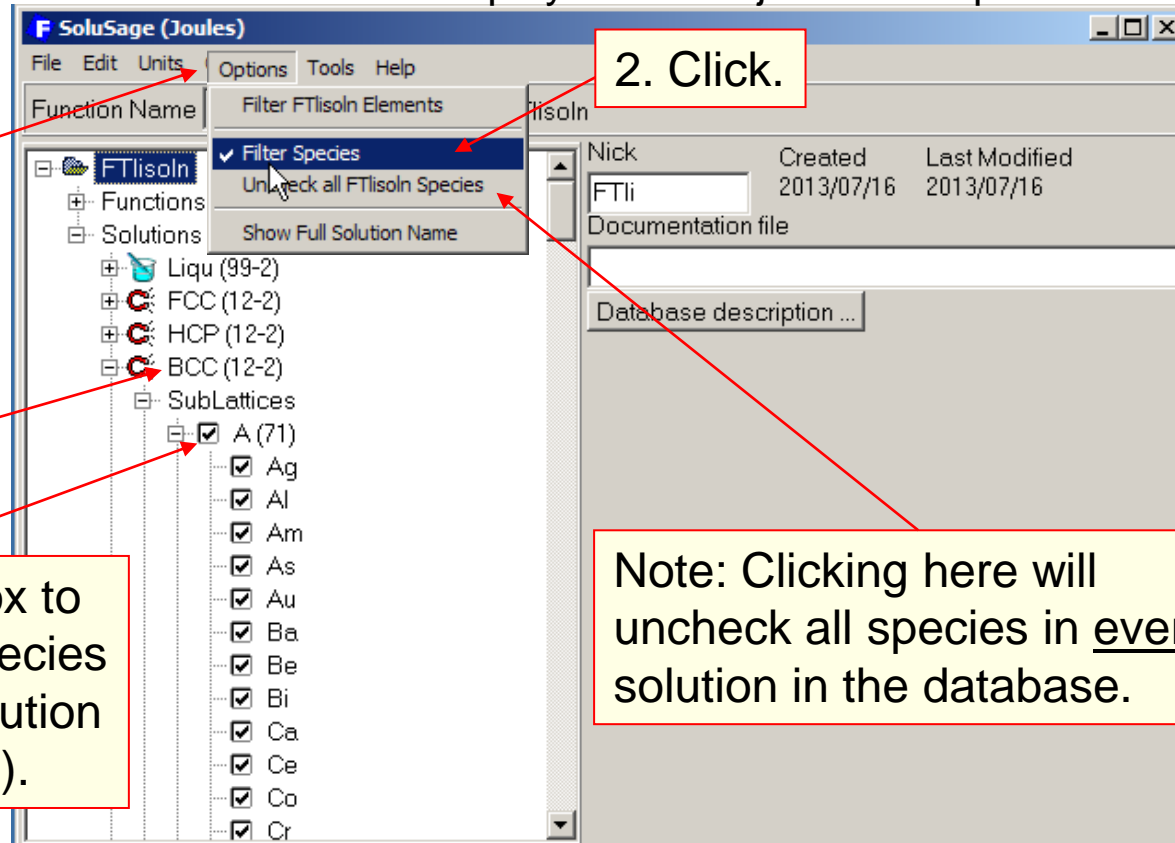 SoluSage (Joules)
File Edit Units Options Tools Help
2. Click.
Function Name
Filter FTlisoln Elements
Filter Species
Uncheck all FTlisoln Species
Show Full Solution Name
FTlisoln
Functions
Solutions
Liqu (99-2)
FCC (12-2)
HCP (12-2)
BCC (12-2)
SubLattices
A (71)
Ag
Al
Am
As
Au
Ba
Be
Bi
Ca
Ce
Co
Cr
Nick Created Last Modified
FTli 2013/07/16 2013/07/16
Documentation file
Database description ...
to
).
Note: Clicking here will
uncheck all species in
solution in the database.